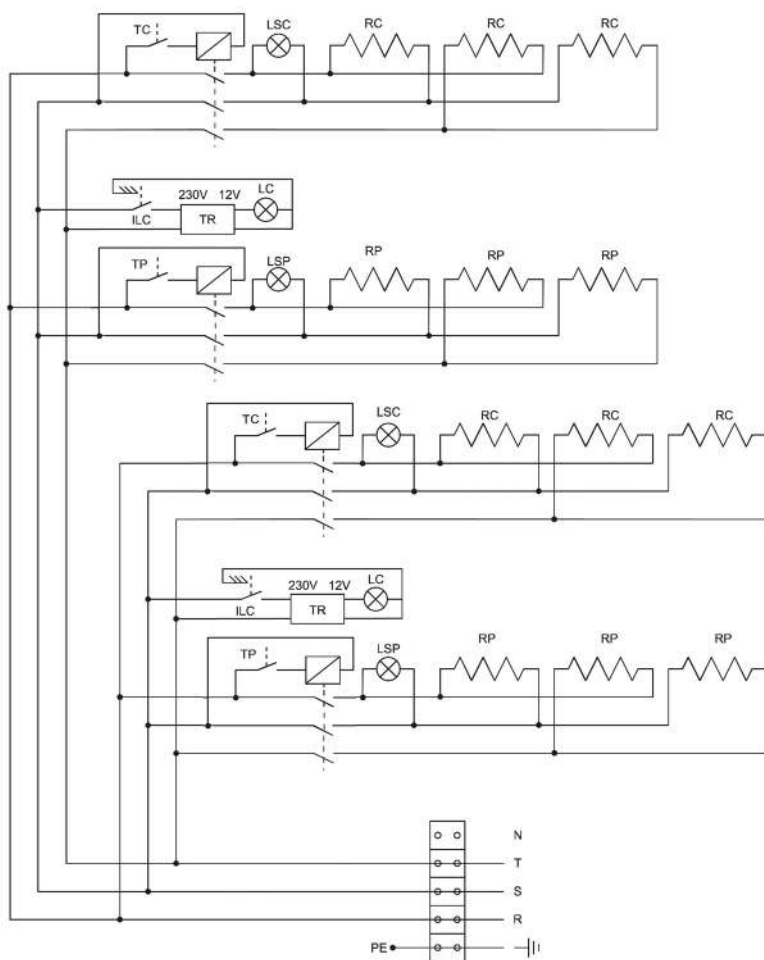 TC LSC RC RC RC
230V 12V LC
ILC TR
TP LSP RP RP RP
TC LSC RC RC RC
230V 12V LC
ILC TR
TP LSP RP RP RP
N
T
S
R
PE